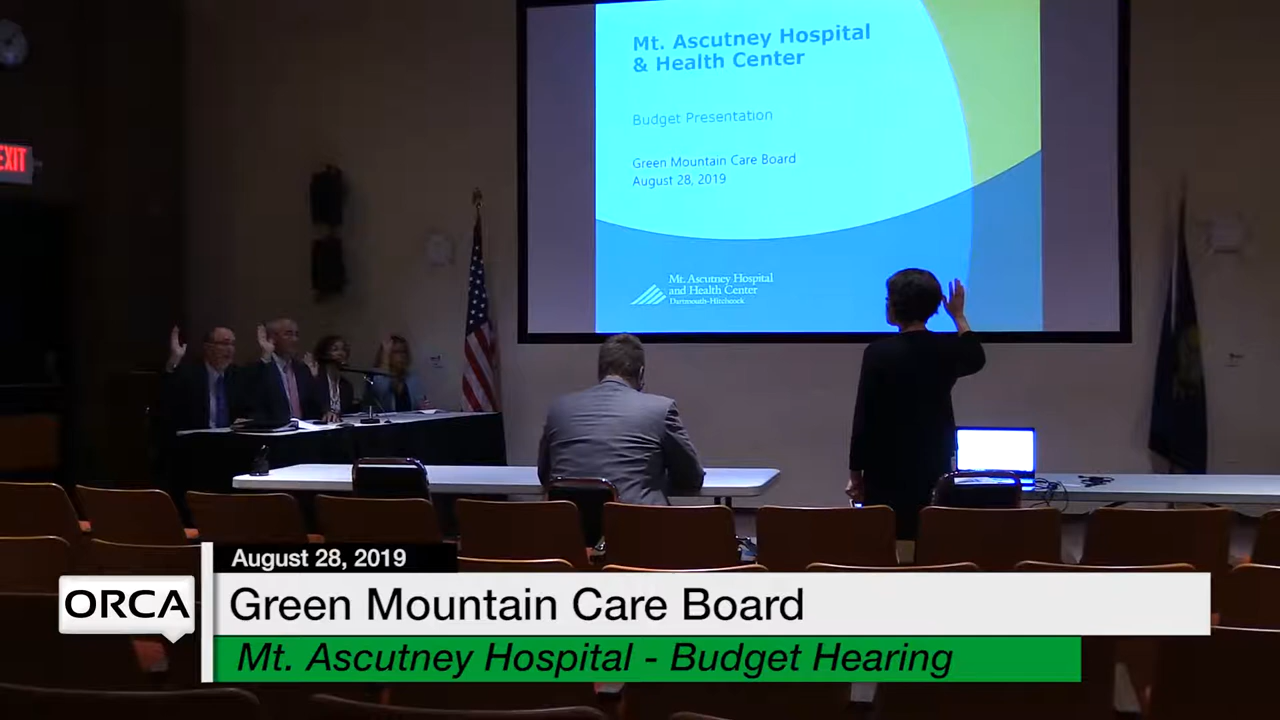 EXIT
Mt. Ascutney Hospital
& Health Center
Budget Presentation
Green Mountain Care Board
August 28, 2019
Mt. Ascutney Hospital
and Health Center
Dartmouth-Hitchcock
August 28, 2019
ORCA
Green Mountain Care Board
Mt. Ascutney Hospital - Budget Hearing